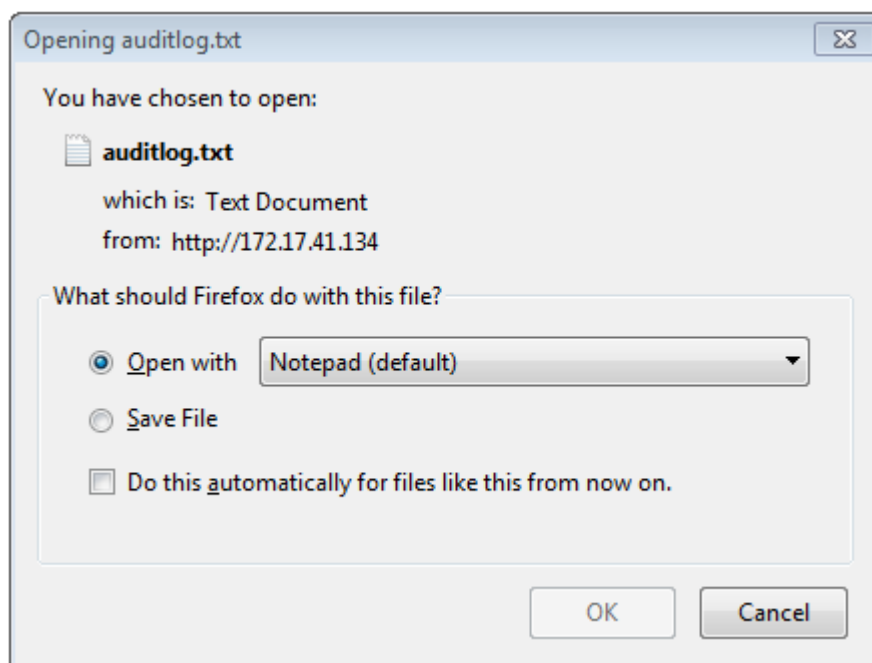 Opening auditlog.txt
You have chosen to open:
auditlog.txt
which is: Text Document
from: http://172.17.41.134
What should Firefox do with this file?
Open with Notepad (default)
Save File
Do this automatically for files like this from now on.
OK Cancel